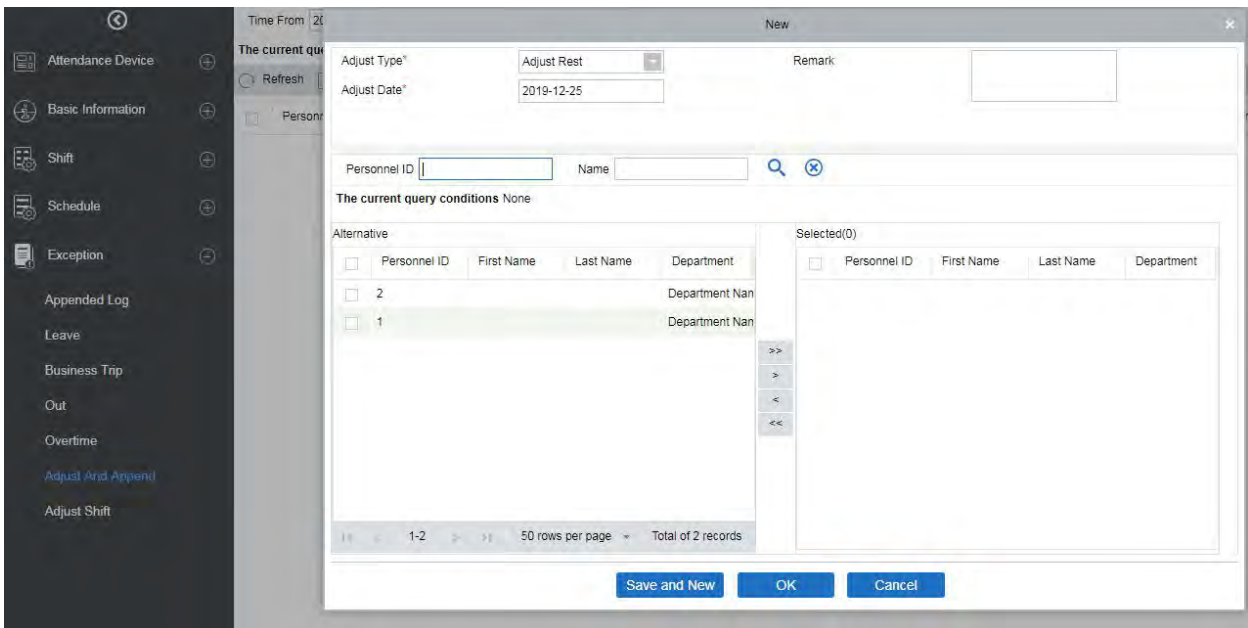 Attendance Device
Basic Information
Shift
Schedule
Exception
Appended Log
Leave
Business Trip
Out
Overtime
Adjust And Append
Adjust Shift
Time From 20
The current que
Refresh
Personn
New
Adjust Type* Adjust Rest Remark
Adjust Date* 2019-12-25
Personnel ID Name
The current query conditions None
Alternative
Personnel ID First Name Last Name Department
2 Department Nan
1 Department Nan
>>
>
<
<<
1-2 50 rows per page Total of 2 records
Selected(0)
Personnel ID First Name Last Name Department
Save and New OK Cancel